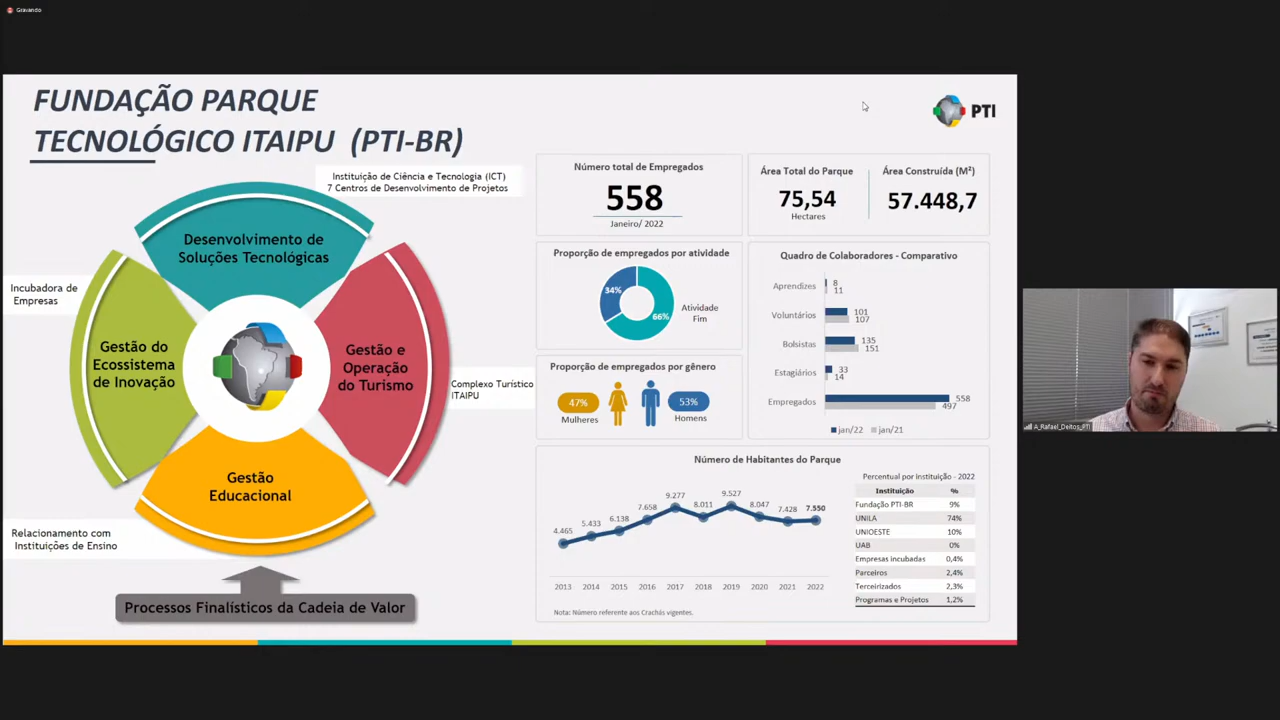 Gravando
FUNDAÇÃO PARQUE
TECNOLÓGICO ITAIPU (PTI-BR)
PTI
Instituição de Ciência e Tecnologia (ICT)
7 Centros de Desenvolvimento de Projetos
Desenvolvimento de
Soluções Tecnológicas
Incubadora de
Empresas
Gestão do
Ecossistema
de Inovação
Gestão e
Operação
do Turismo
Complexo Turístico
ITAIPU
Gestão
Educacional
Relacionamento com
Instituições de Ensino
Processos Finalísticos da Cadeia de Valor
Número total de Empregados
558
Janeiro/ 2022
Área Total do Parque
75,54
Hectares
Área Construída (M²)
57.448,7
Proporção de empregados por atividade
34%
66%
Atividade
Fim
Proporção de empregados por gênero
47%
Mulheres
53%
Homens
Quadro de Colaboradores - Comparativo
Aprendizes 8
11
Voluntários 101
107
Bolsistas 135
151
Estagiários 33
14
Empregados 558
497
jan/22 jan/21
Número de Habitantes do Parque
4.465 5.433 6.138 7.658 9.277 8.011 9.527 8.047 7.428 7.550
2013 2014 2015 2016 2017 2018 2019 2020 2021 2022
Nota: Número referente aos Crachás vigentes.
Percentual por instituição - 2022
Instituição %
Fundação PTI-BR 9%
UNILA 74%
UNIOESTE 10%
UAB 0%
Empresas incubadas 0,4%
Parceiros 2,4%
Terceirizados 2,3%
Programas e Projetos 1,2%
A_Rafael_Deitos_PTI